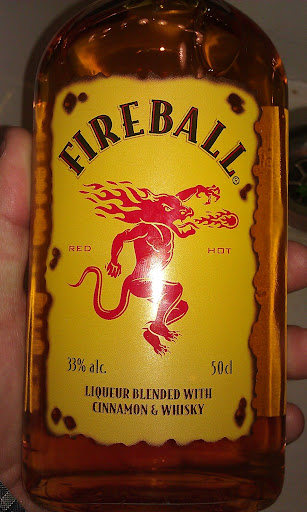 FIREBALL®
RED HOT
33% alc. 50cl
LIQUEUR BLENDED WITH
CINNAMON & WHISKY